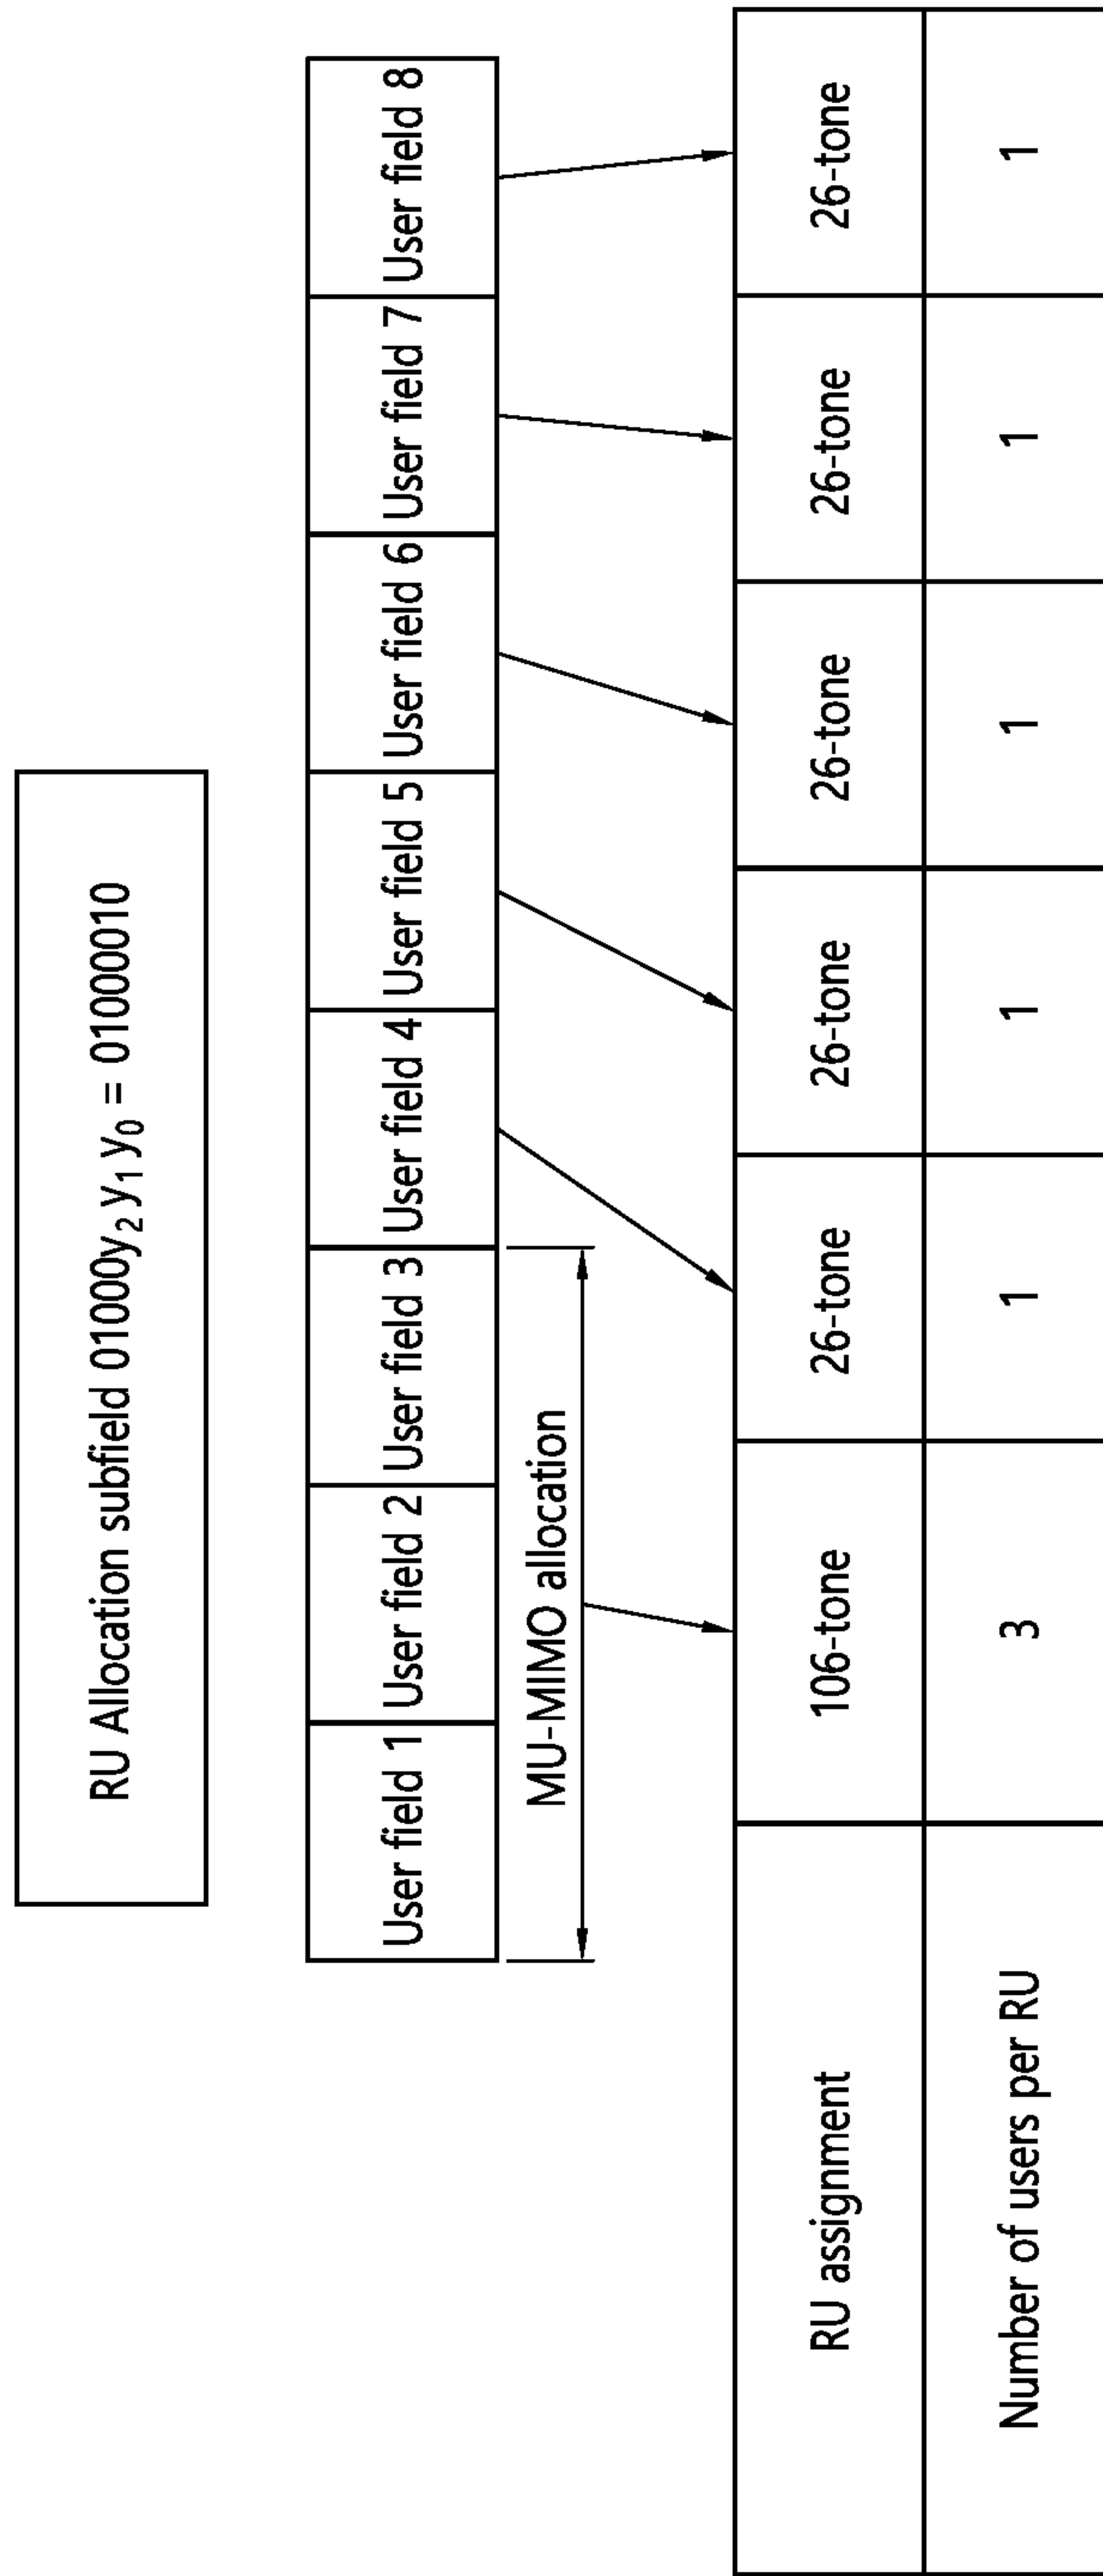 RU Allocation subfield 01000y₂ y₁ y₀ = 01000010
User field 1 User field 2 User field 3 User field 4 User field 5 User field 6 User field 7 User field 8
MU-MIMO allocation
RU assignment 106-tone 26-tone 26-tone 26-tone 26-tone 26-tone
Number of users per RU 3 1 1 1 1 1